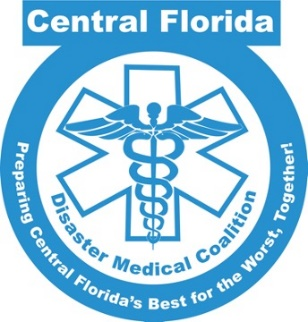 Central Florida
Disaster Medical Coalition
Preparing Central Florida's Best for the Worst, Together!